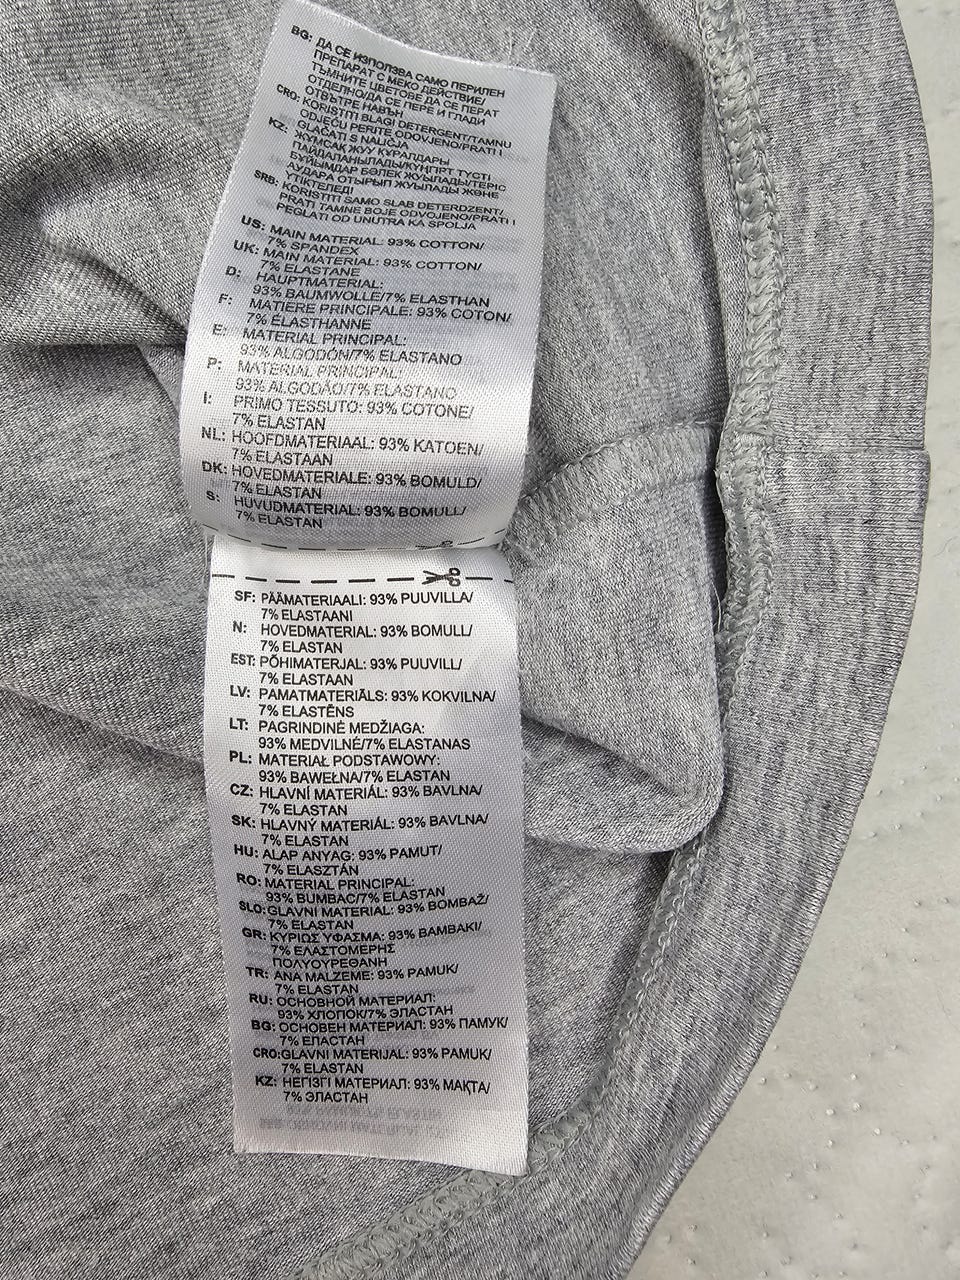 BG: ДА СЕ ИЗПОЛЗВА САМО ПЕРИЛЕН
ПРЕПАРАТ С МЕКО ДЕЙСТВИЕ/
ТЪМНИТЕ ЦВЕТОВЕ ДА СЕ ПЕРАТ
ОТДЕЛНО/ДА СЕ ПЕРЕ И ГЛАДИ
ОТВЪТРЕ НАВЪН
CRO: KORISTITI BLAGI DETERGENT/TAMNU
ODJEĆU PERITE ODOVJENO/PRATI I
GLAČATI S NALIČJA
KZ: ЖҰМСАҚ ЖУУ ҚҰРАЛДАРЫ
ПАЙДАЛАНЫЛАДЫ/КҮҢГІРТ ТҮСТІ
БҰЙЫМДАР БӨЛЕК ЖУЫЛАДЫ/ТЕРІС
АУДАРА ОТЫРЫП ЖУЫЛАДЫ ЖӘНЕ
ҮТІКТЕЛЕДІ
SRB: KORISTITI SAMO SLAB DETERDZENT/
PRATI TAMNE BOJE ODVOJENO/PRATI I
PEGLATI OD UNUTRA KA SPOLJA
US: MAIN MATERIAL: 93% COTTON/
7% SPANDEX
UK: MAIN MATERIAL: 93% COTTON/
7% ELASTANE
D: HAUPTMATERIAL:
93% BAUMWOLLE/7% ELASTHAN
F: MATIERE PRINCIPALE: 93% COTON/
7% ÉLASTHANNE
E: MATERIAL PRINCIPAL:
93% ALGODÓN/7% ELASTANO
P: MATERIAL PRINCIPAL:
93% ALGODÃO/7% ELASTANO
I: PRIMO TESSUTO: 93% COTONE/
7% ELASTAN
NL: HOOFDMATERIAAL: 93% KATOEN/
7% ELASTAAN
DK: HOVEDMATERIALE: 93% BOMULD/
7% ELASTAN
S: HUVUDMATERIAL: 93% BOMULL/
7% ELASTAN
SF: PÄÄMATERIAALI: 93% PUUVILLA/
7% ELASTAANI
N: HOVEDMATERIAL: 93% BOMULL/
7% ELASTAN
EST: PÕHIMATERJAL: 93% PUUVILL/
7% ELASTAAN
LV: PAMATMATERIĀLS: 93% KOKVILNA/
7% ELASTĒNS
LT: PAGRINDINĖ MEDŽIAGA:
93% MEDVILNĖ/7% ELASTANAS
PL: MATERIAŁ PODSTAWOWY:
93% BAWEŁNA/7% ELASTAN
CZ: HLAVNÍ MATERIÁL: 93% BAVLNA/
7% ELASTAN
SK: HLAVNÝ MATERIÁL: 93% BAVLNA/
7% ELASTAN
HU: ALAP ANYAG: 93% PAMUT/
7% ELASZTÁN
RO: MATERIAL PRINCIPAL:
93% BUMBAC/7% ELASTAN
SLO: GLAVNI MATERIAL: 93% BOMBAŽ/
7% ELASTAN
GR: ΚΥΡΙΩΣ ΥΦΑΣΜΑ: 93% ΒΑΜΒΑΚΙ/
7% ΕΛΑΣΤΟΜΕΡΗΣ
ΠΟΛΥΟΥΡΕΘΑΝΗ
TR: ANA MALZEME: 93% PAMUK/
7% ELASTAN
RU: ОСНОВНОЙ МАТЕРИАЛ:
93% ХЛОПОК/7% ЭЛАСТАН
BG: ОСНОВЕН МАТЕРИАЛ: 93% ПАМУК/
7% ЕЛАСТАН
CRO: GLAVNI MATERIJAL: 93% PAMUK/
7% ELASTAN
KZ: НЕГІЗГІ МАТЕРИАЛ: 93% МАҚТА/
7% ЭЛАСТАН